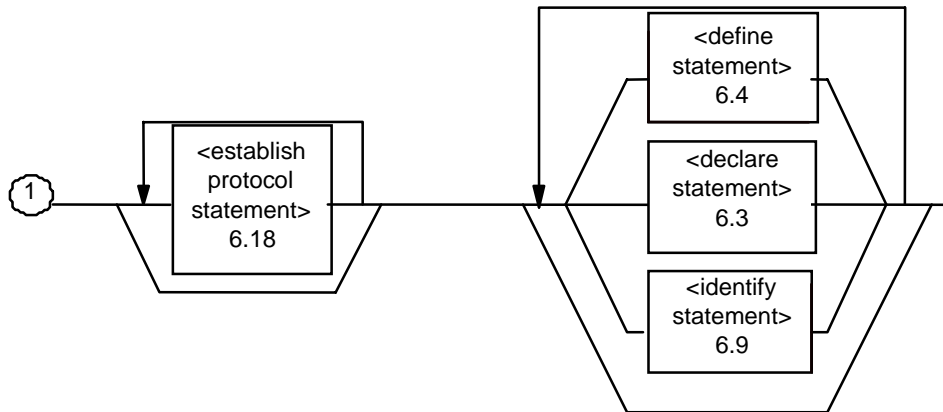 1
<establish
protocol
statement>
6.18
<define
statement>
6.4
<declare
statement>
6.3
<identify
statement>
6.9